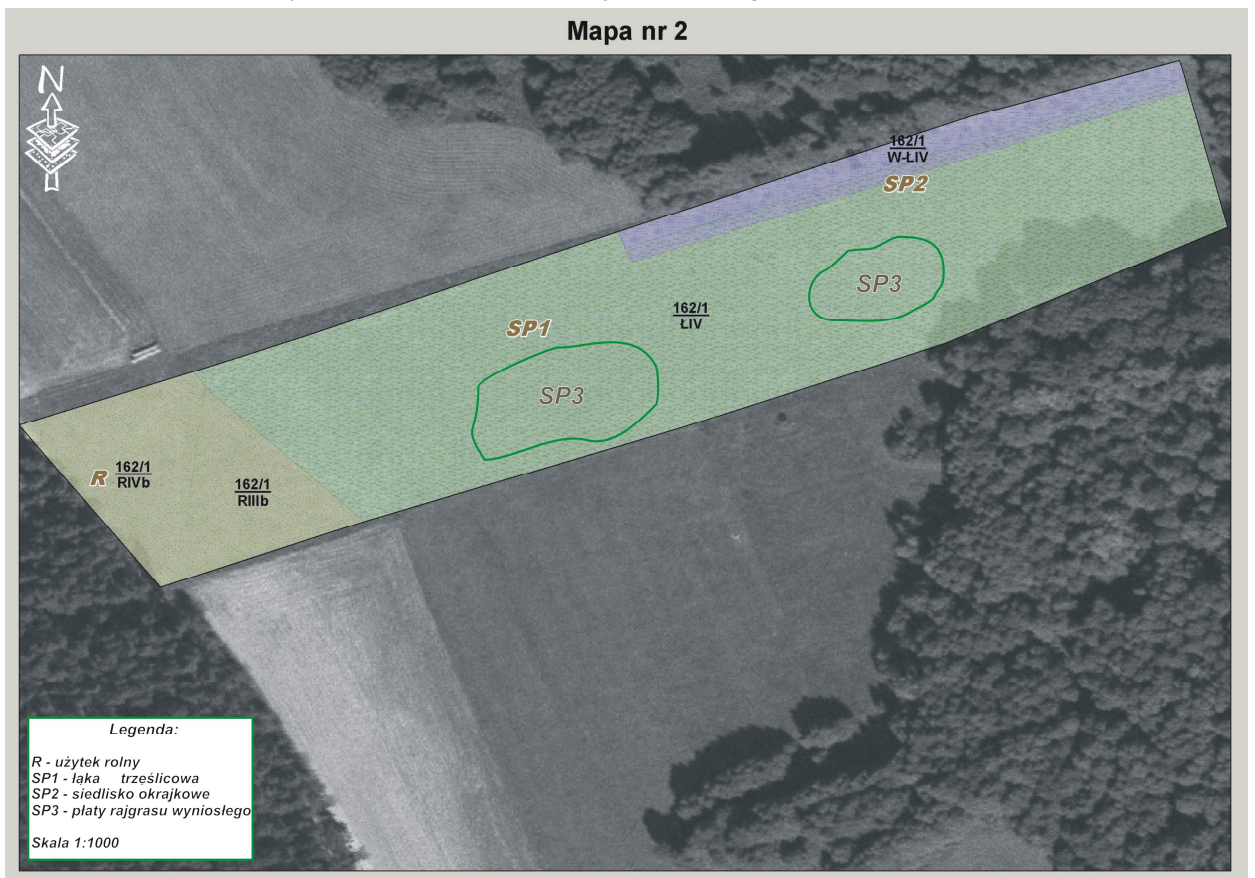 Mapa nr 2
N
162/1
W-ŁIV
SP2
SP3
162/1
ŁIV
SP1
SP3
R
162/1
RIVb
162/1
RIIIb
Legenda:
R - użytek rolny
SP1 - łąka trzęślicowa
SP2 - siedlisko okrajkowe
SP3 - płaty rajgrasu wyniosłego
Skala 1:1000